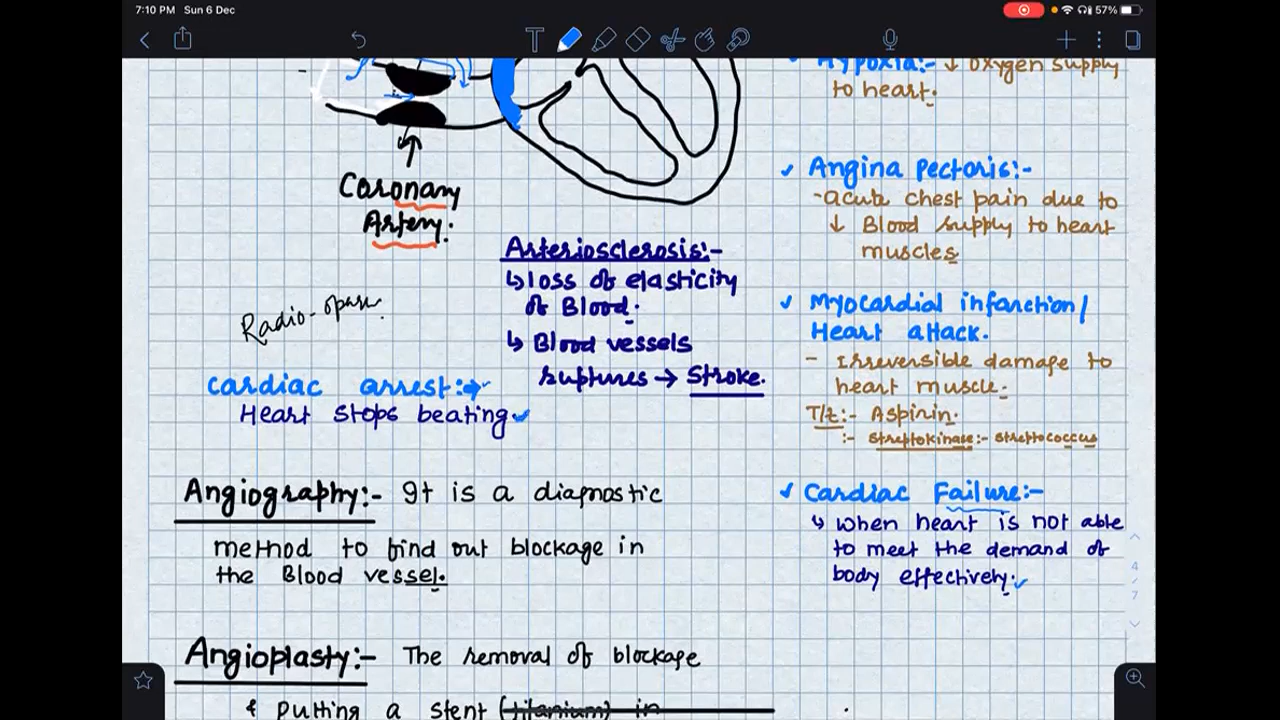 7:10 PM Sun 6 Dec
57%
Hypoxia:- ↓ oxygen supply
to heart.
Coronary
Artery.
Angina Pectoris:-
-acute chest pain due to
↓ Blood supply to heart
muscles
Arteriosclerosis:-
↳ loss of elasticity
of Blood.
↳ Blood vessels
ruptures → Stroke.
Radio-opaque
Cardiac arrest:→
Heart stops beating
Myocardial infarction/
Heart attack.
- Irreversible damage to
heart muscle.
T/t:- Aspirin.
:- Streptokinase:- streptococcus
Angiography:- It is a diagnostic
method to find out blockage in
the Blood vessel.
Cardiac Failure:-
↳ when heart is not able
to meet the demand of
body effectively.
4
7
Angioplasty:- The removal of blockage
& putting a stent (titanium) in